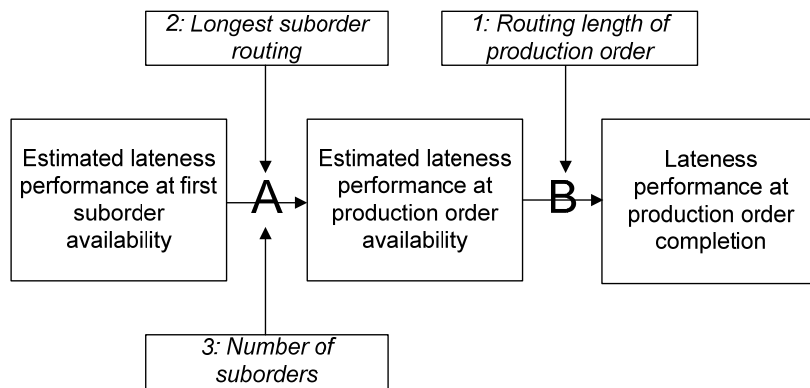 2: Longest suborder
routing
1: Routing length of
production order
Estimated lateness
performance at first
suborder
availability
A
Estimated lateness
performance at
production order
availability
B
Lateness
performance at
production order
completion
3: Number of
suborders